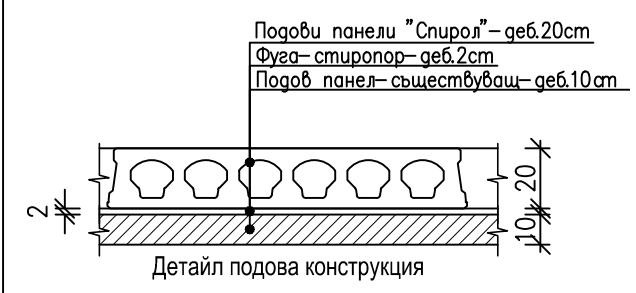 Подови панели "Спирол"–деб.20cm
Фуга–стиропор–деб.2cm
Подов панел–съществуващ–деб.10cm
20
2
10
Детайл подова конструкция